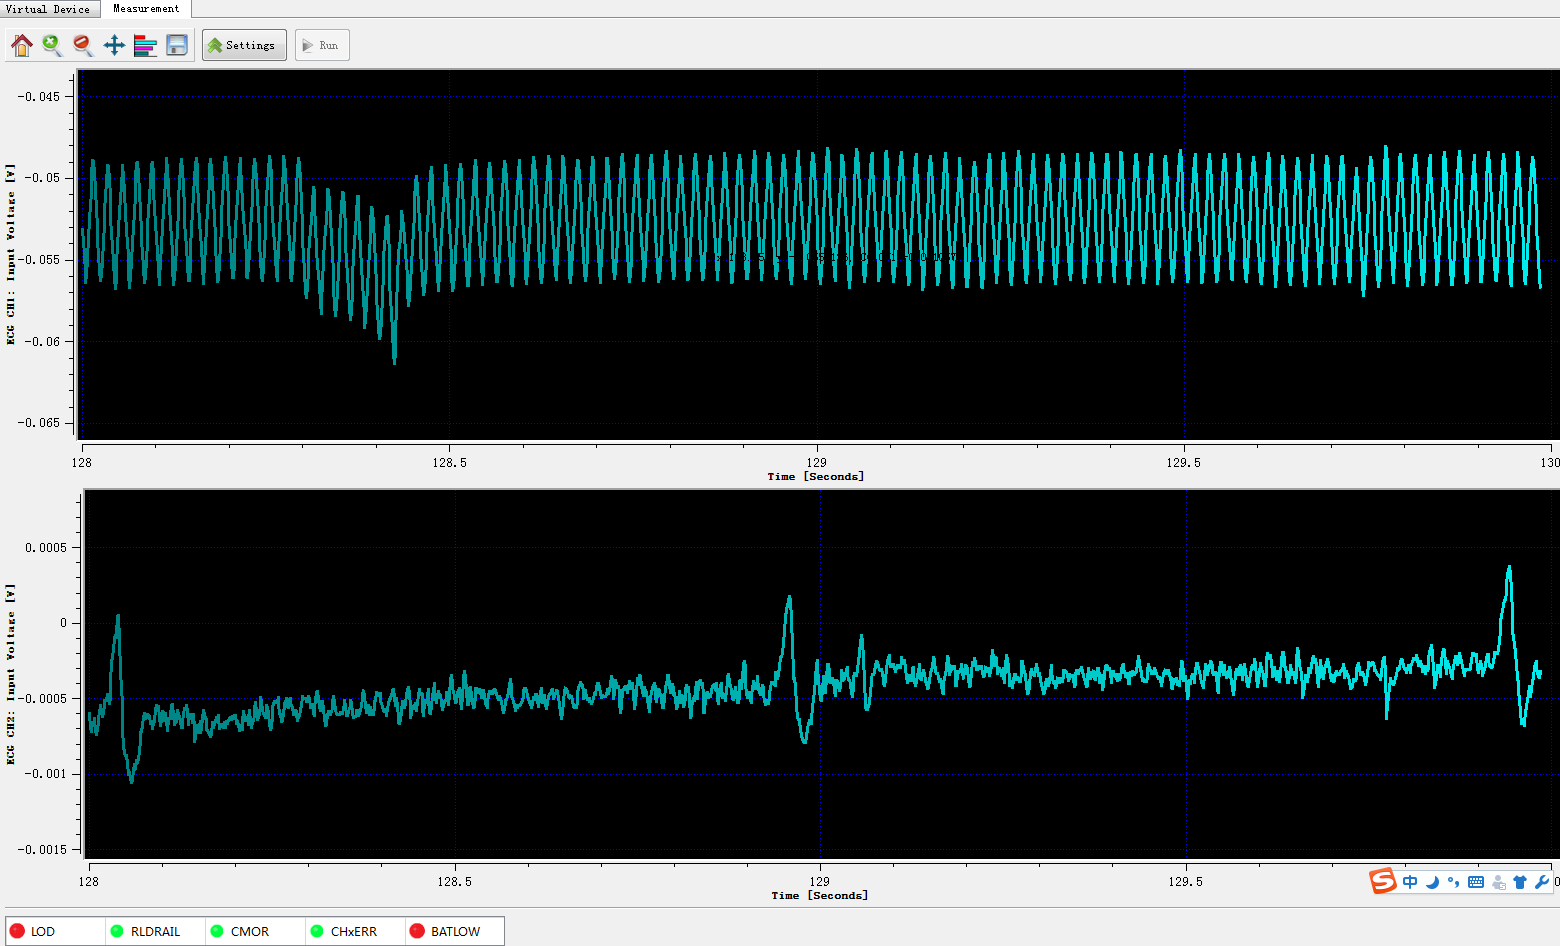 Virtual Device
Measurement
Settings
Run
ECG CH1: Input Voltage [V]
-0.045
-0.05
-0.055
-0.06
-0.065
128
128.5
129
129.5
130
Time [Seconds]
ECG CH2: Input Voltage [V]
0.0005
0
-0.0005
-0.001
-0.0015
128
128.5
129
129.5
0
Time [Seconds]
S 中
LOD
RLDRAIL
CMOR
CHxERR
BATLOW